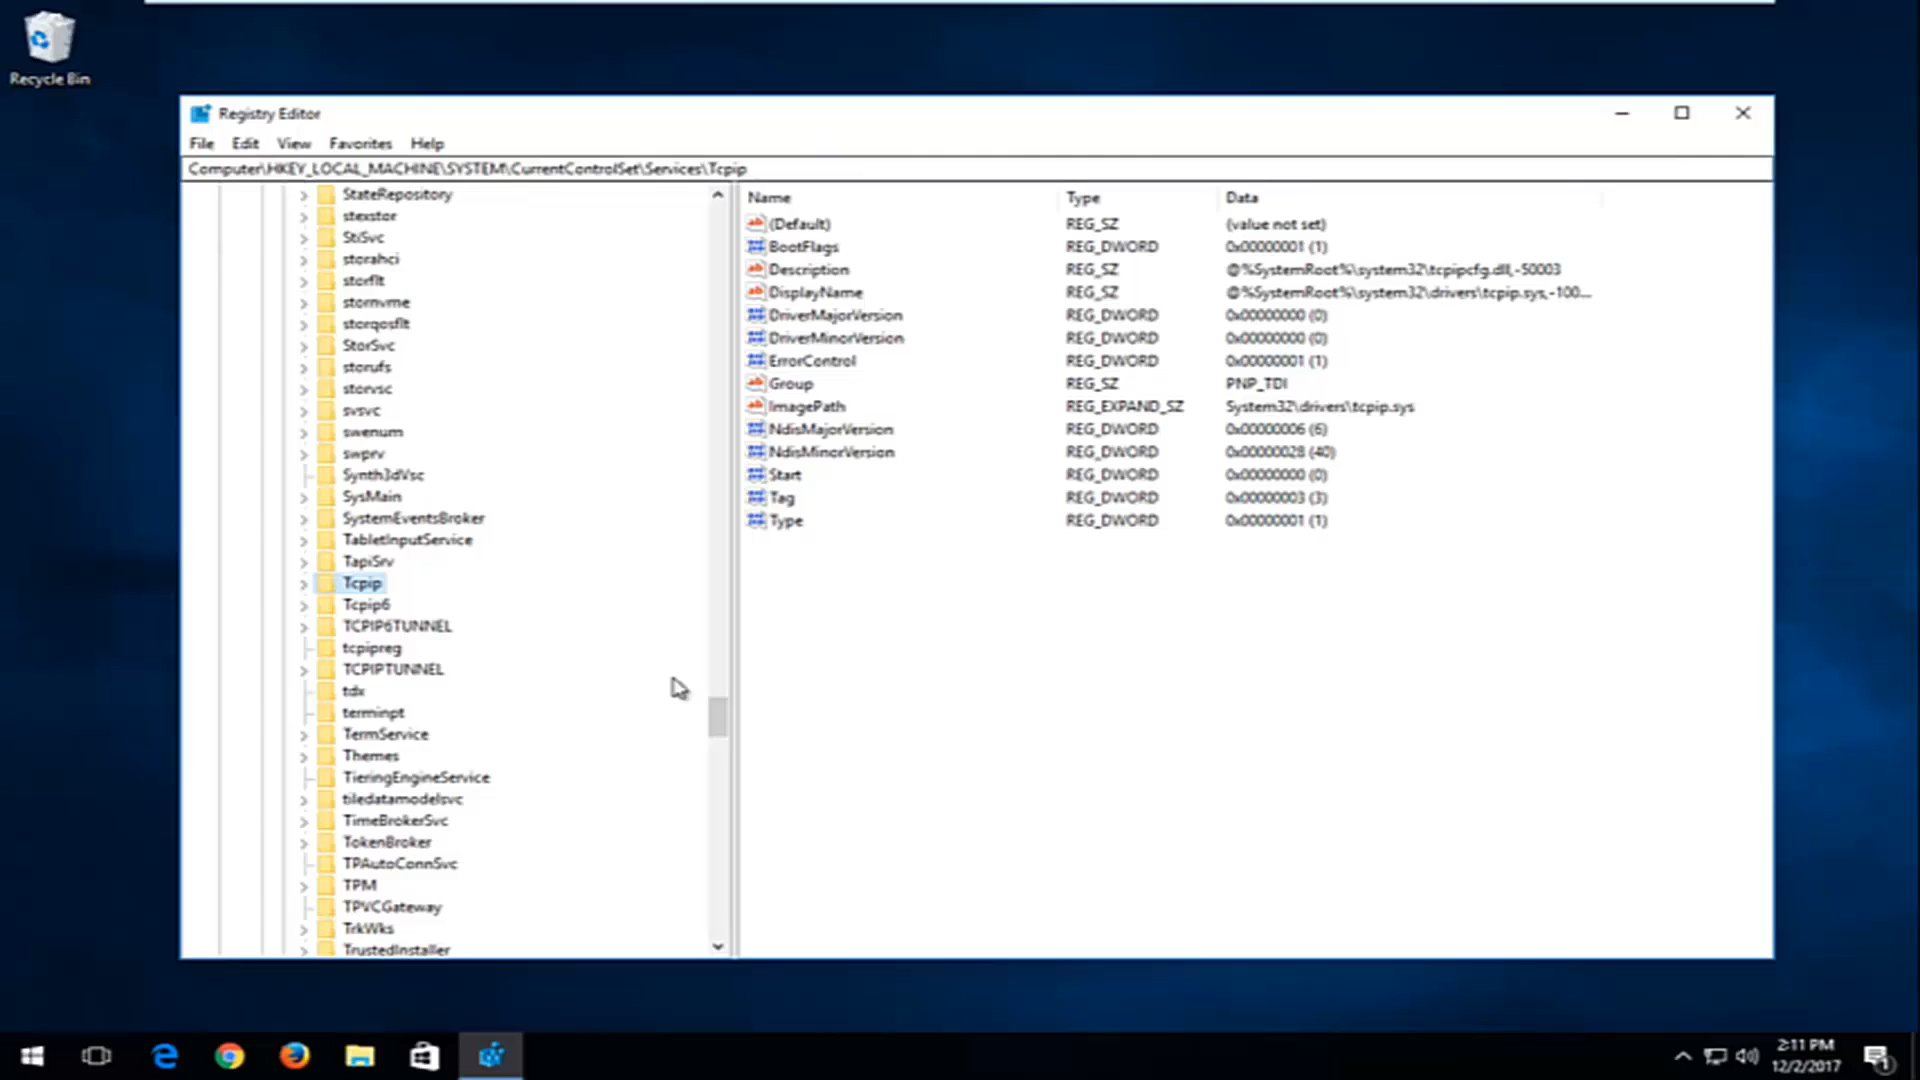 Recycle Bin
Registry Editor
File Edit View Favorites Help
Computer\HKEY_LOCAL_MACHINE\SYSTEM\CurrentControlSet\Services\Tcpip
StateRepository
stexstor
StiSvc
storahci
storflt
stornvme
storqosflt
StorSvc
storufs
storvsc
svsvc
swenum
swprv
Synth3dVsc
SysMain
SystemEventsBroker
TabletInputService
TapiSrv
Tcpip
Tcpip6
TCPIP6TUNNEL
tcpipreg
TCPIPTUNNEL
tdx
terminpt
TermService
Themes
TieringEngineService
tiledatamodelsvc
TimeBrokerSvc
TokenBroker
TPAutoConnSvc
TPM
TPVCGateway
TrkWks
TrustedInstaller
Name Type Data
(Default) REG_SZ (value not set)
BootFlags REG_DWORD 0x00000001 (1)
Description REG_SZ @%SystemRoot%\system32\tcpipcfg.dll,-50003
DisplayName REG_SZ @%SystemRoot%\system32\drivers\tcpip.sys,-100...
DriverMajorVersion REG_DWORD 0x00000000 (0)
DriverMinorVersion REG_DWORD 0x00000000 (0)
ErrorControl REG_DWORD 0x00000001 (1)
Group REG_SZ PNP_TDI
ImagePath REG_EXPAND_SZ System32\drivers\tcpip.sys
NdisMajorVersion REG_DWORD 0x00000006 (6)
NdisMinorVersion REG_DWORD 0x00000028 (40)
Start REG_DWORD 0x00000000 (0)
Tag REG_DWORD 0x00000003 (3)
Type REG_DWORD 0x00000001 (1)
2:11 PM
12/2/2017
1